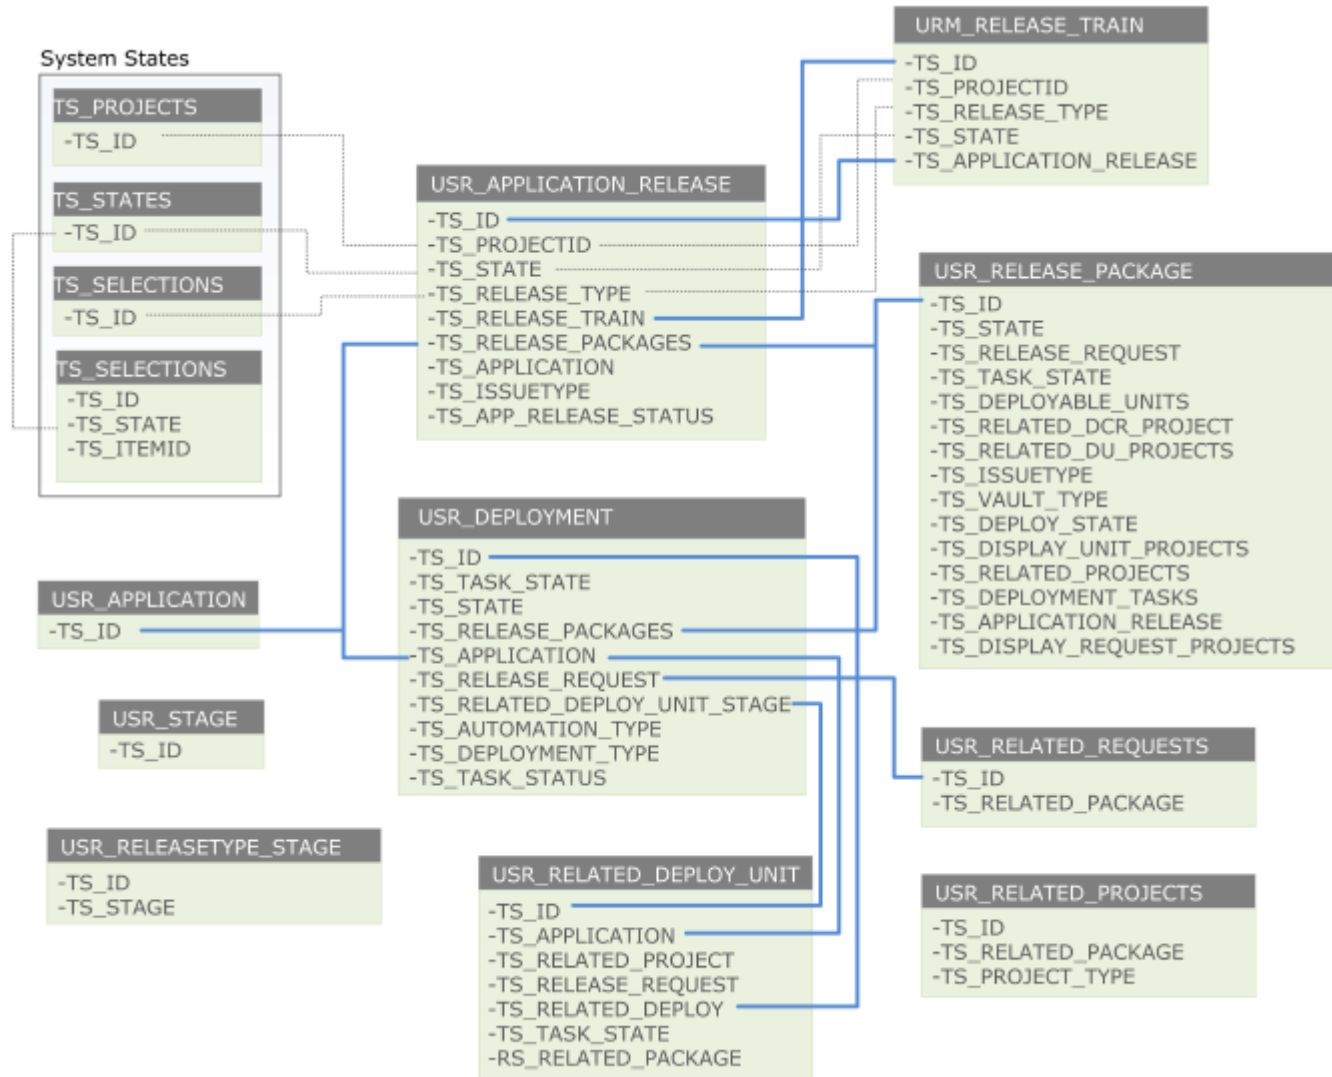 System States
TS_PROJECTS
-TS_ID
TS_STATES
-TS_ID
TS_SELECTIONS
-TS_ID
TS_SELECTIONS
-TS_ID
-TS_STATE
-TS_ITEMID
USR_APPLICATION_RELEASE
-TS_ID
-TS_PROJECTID
-TS_STATE
-TS_RELEASE_TYPE
-TS_RELEASE_TRAIN
-TS_RELEASE_PACKAGES
-TS_APPLICATION
-TS_ISSUETYPE
-TS_APP_RELEASE_STATUS
URM_RELEASE_TRAIN
-TS_ID
-TS_PROJECTID
-TS_RELEASE_TYPE
-TS_STATE
-TS_APPLICATION_RELEASE
USR_RELEASE_PACKAGE
-TS_ID
-TS_STATE
-TS_RELEASE_REQUEST
-TS_TASK_STATE
-TS_DEPLOYABLE_UNITS
-TS_RELATED_DCR_PROJECT
-TS_RELATED_DU_PROJECTS
-TS_ISSUETYPE
-TS_VAULT_TYPE
-TS_DEPLOY_STATE
-TS_DISPLAY_UNIT_PROJECTS
-TS_RELATED_PROJECTS
-TS_DEPLOYMENT_TASKS
-TS_APPLICATION_RELEASE
-TS_DISPLAY_REQUEST_PROJECTS
USR_DEPLOYMENT
-TS_ID
-TS_TASK_STATE
-TS_STATE
-TS_RELEASE_PACKAGES
-TS_APPLICATION
-TS_RELEASE_REQUEST
-TS_RELATED_DEPLOY_UNIT_STAGE
-TS_AUTOMATION_TYPE
-TS_DEPLOYMENT_TYPE
-TS_TASK_STATUS
USR_APPLICATION
-TS_ID
USR_STAGE
-TS_ID
USR_RELEASETYPE_STAGE
-TS_ID
-TS_STAGE
USR_RELATED_DEPLOY_UNIT
-TS_ID
-TS_APPLICATION
-TS_RELATED_PROJECT
-TS_RELEASE_REQUEST
-TS_RELATED_DEPLOY
-TS_TASK_STATE
-RS_RELATED_PACKAGE
USR_RELATED_REQUESTS
-TS_ID
-TS_RELATED_PACKAGE
USR_RELATED_PROJECTS
-TS_ID
-TS_RELATED_PACKAGE
-TS_PROJECT_TYPE